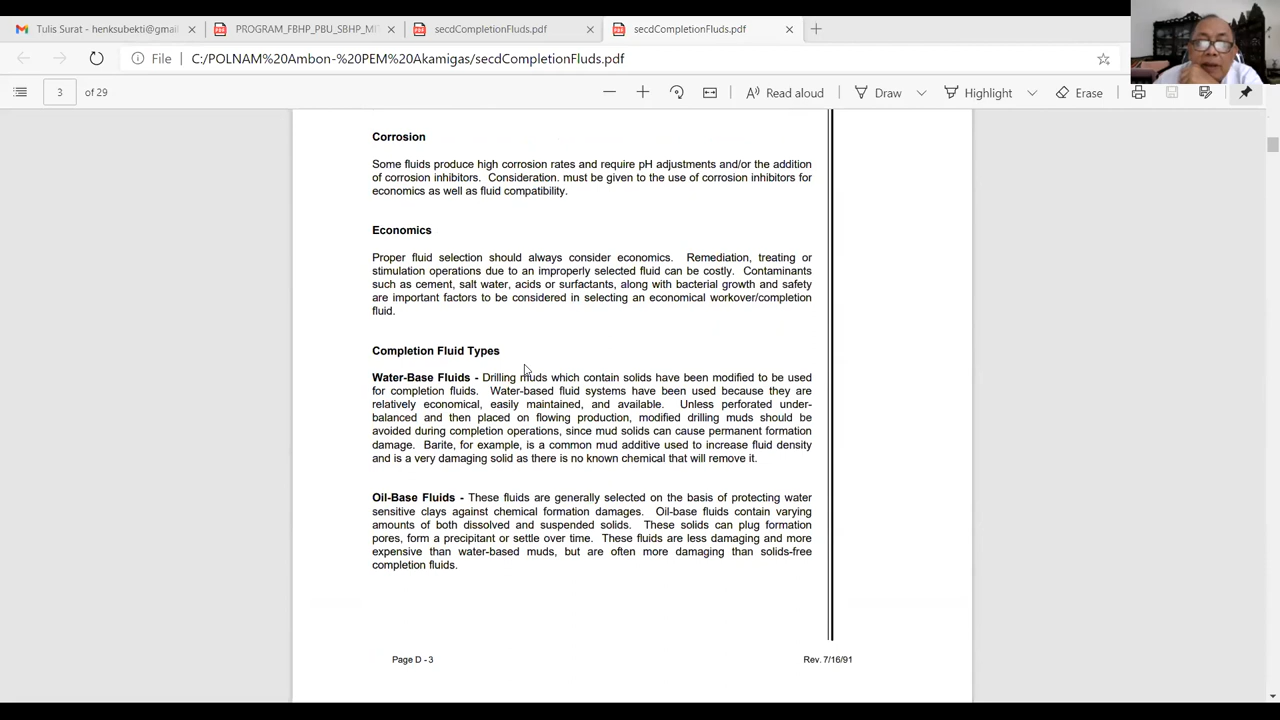 Tulis Surat - henksubekti@gmail
PROGRAM_FBHP_PBU_SBHP_MI
secdCompletionFluds.pdf
secdCompletionFluds.pdf
File
C:/POLNAM%20Ambon-%20PEM%20Akamigas/secdCompletionFluds.pdf
3 of 29
Read aloud
Draw
Highlight
Erase
Corrosion
Some fluids produce high corrosion rates and require pH adjustments and/or the addition
of corrosion inhibitors. Consideration. must be given to the use of corrosion inhibitors for
economics as well as fluid compatibility.
Economics
Proper fluid selection should always consider economics. Remediation, treating or
stimulation operations due to an improperly selected fluid can be costly. Contaminants
such as cement, salt water, acids or surfactants, along with bacterial growth and safety
are important factors to be considered in selecting an economical workover/completion
fluid.
Completion Fluid Types
Water-Base Fluids - Drilling muds which contain solids have been modified to be used
for completion fluids. Water-based fluid systems have been used because they are
relatively economical, easily maintained, and available. Unless perforated under-
balanced and then placed on flowing production, modified drilling muds should be
avoided during completion operations, since mud solids can cause permanent formation
damage. Barite, for example, is a common mud additive used to increase fluid density
and is a very damaging solid as there is no known chemical that will remove it.
Oil-Base Fluids - These fluids are generally selected on the basis of protecting water
sensitive clays against chemical formation damages. Oil-base fluids contain varying
amounts of both dissolved and suspended solids. These solids can plug formation
pores, form a precipitant or settle over time. These fluids are less damaging and more
expensive than water-based muds, but are often more damaging than solids-free
completion fluids.
Page D - 3
Rev. 7/16/91